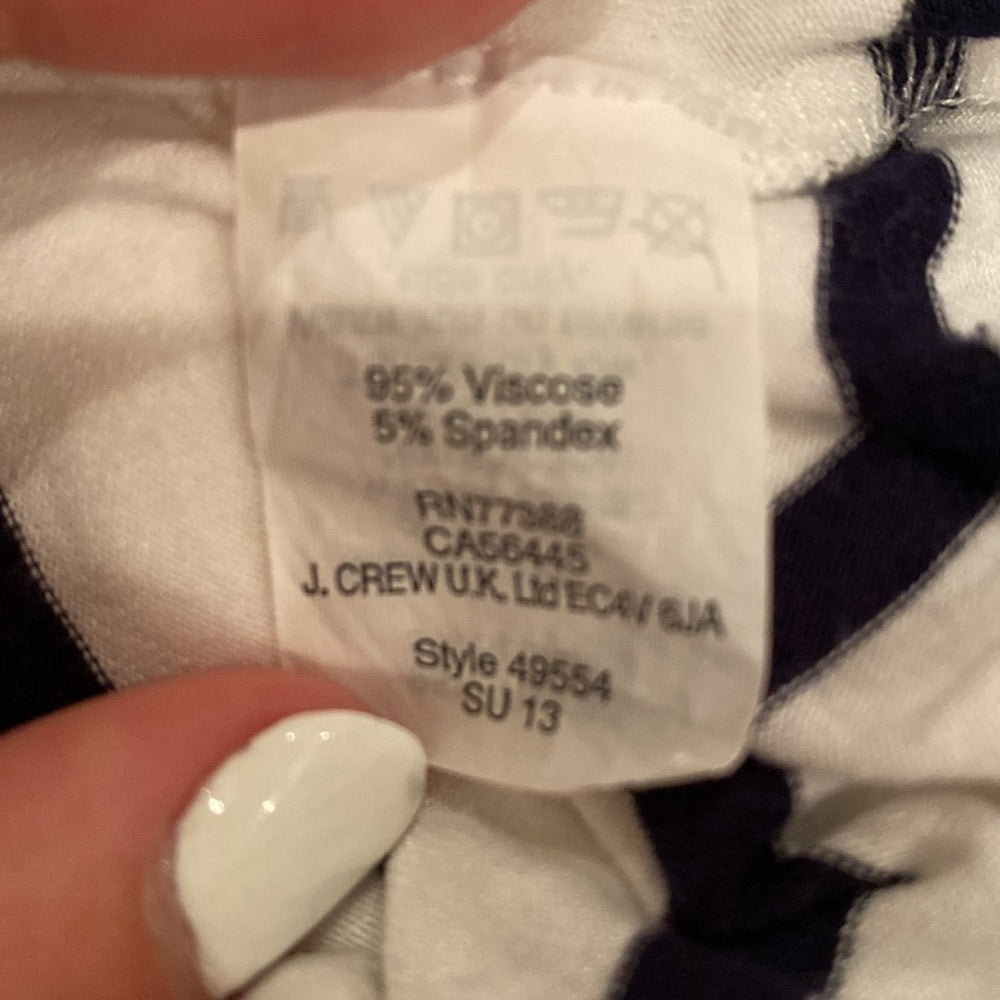 95% Viscose
5% Spandex
RN77388
CA56445
J. CREW U.K. Ltd EC4V 6JA
Style 49554
SU 13